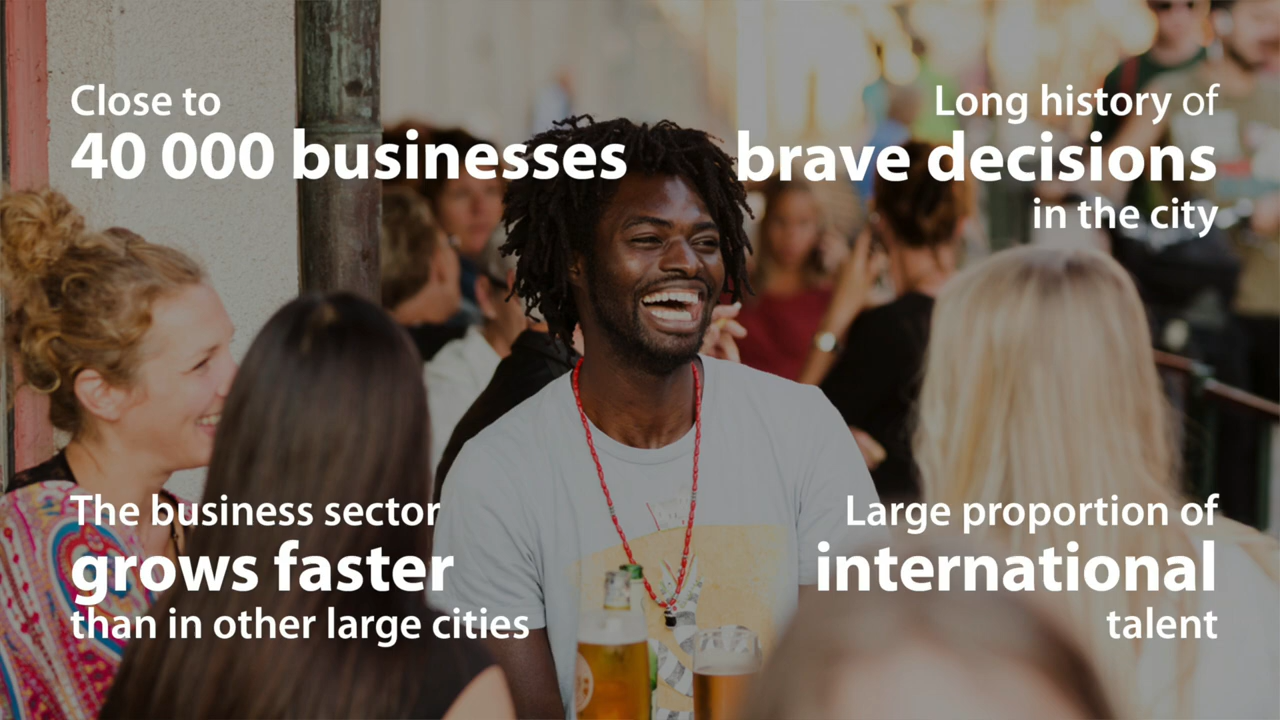 Close to
40 000 businesses
Long history of
brave decisions
in the city
The business sector
grows faster
than in other large cities
Large proportion of
international
talent